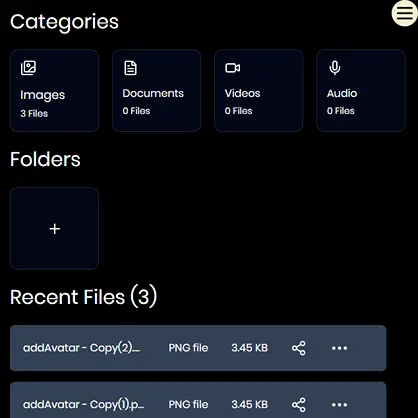 Categories
Images Documents Videos Audio
3 Files 0 Files 0 Files 0 Files
Folders
+
Recent Files (3)
addAvatar - Copy(2).... PNG file 3.45 KB
addAvatar - Copy(1).p... PNG file 3.45 KB